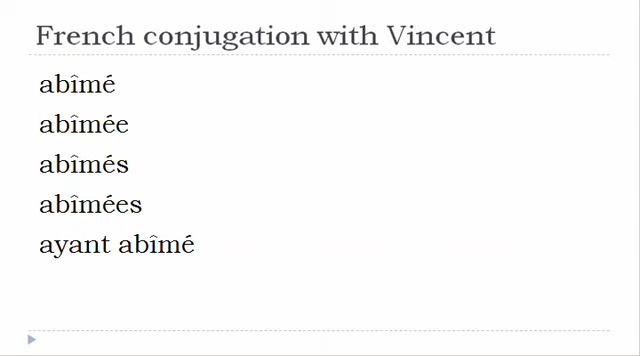 French conjugation with Vincent
abîmé
abîmée
abîmés
abîmées
ayant abîmé